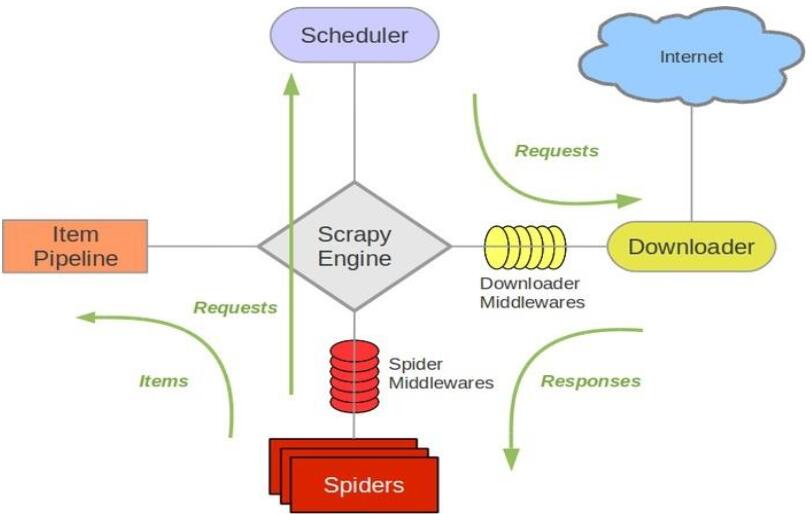 Scheduler
Internet
Requests
Item
Pipeline
Scrapy
Engine
Downloader
Downloader
Middlewares
Requests
Spider
Middlewares
Items
Responses
Spiders